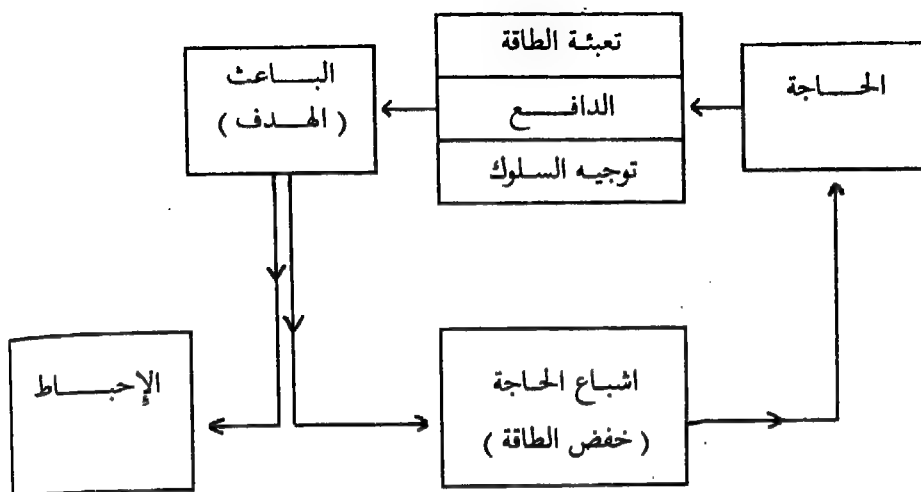 الحاجة
تعبئة الطاقة
الدافع
توجيه السلوك
الباعث
( الهدف )
اشباع الحاجة
( خفض الطاقة )
الإحباط